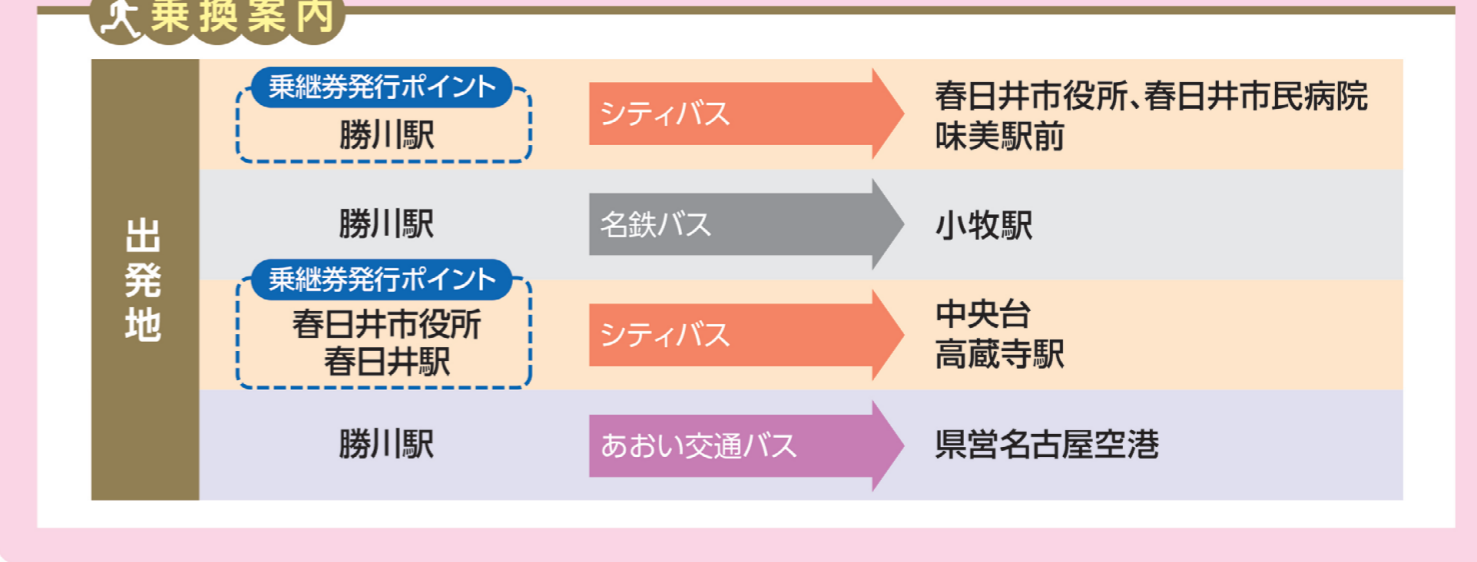 乗換案内
出発地
乗継券発行ポイント
勝川駅
シティバス
春日井市役所、春日井市民病院
味美駅前
勝川駅
名鉄バス
小牧駅
乗継券発行ポイント
春日井市役所
春日井駅
シティバス
中央台
高蔵寺駅
勝川駅
あおい交通バス
県営名古屋空港